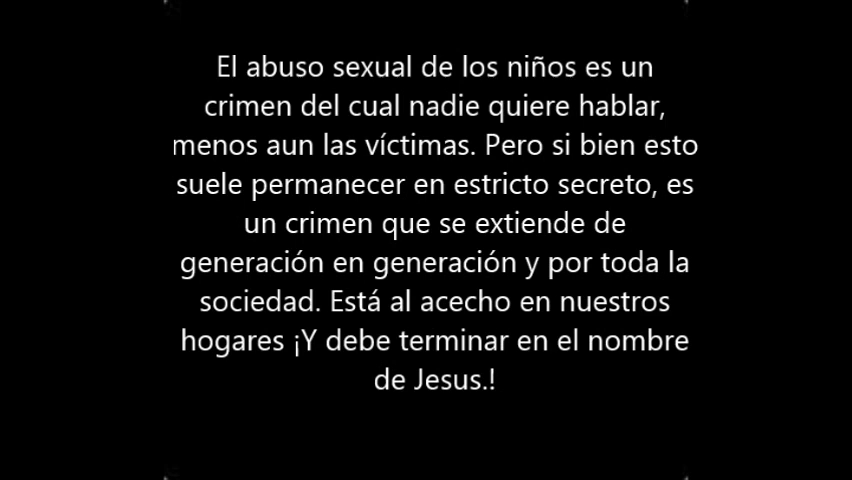 El abuso sexual de los niños es un
crimen del cual nadie quiere hablar,
menos aun las víctimas. Pero si bien esto
suele permanecer en estricto secreto, es
un crimen que se extiende de
generación en generación y por toda la
sociedad. Está al acecho en nuestros
hogares ¡Y debe terminar en el nombre
de Jesus.!